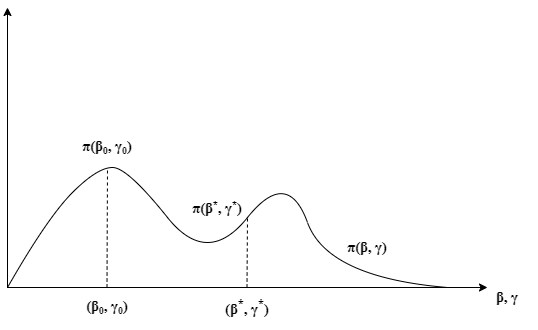 π(β₀, γ₀)
π(β*, γ*)
π(β, γ)
β, γ
(β₀, γ₀)
(β*, γ*)